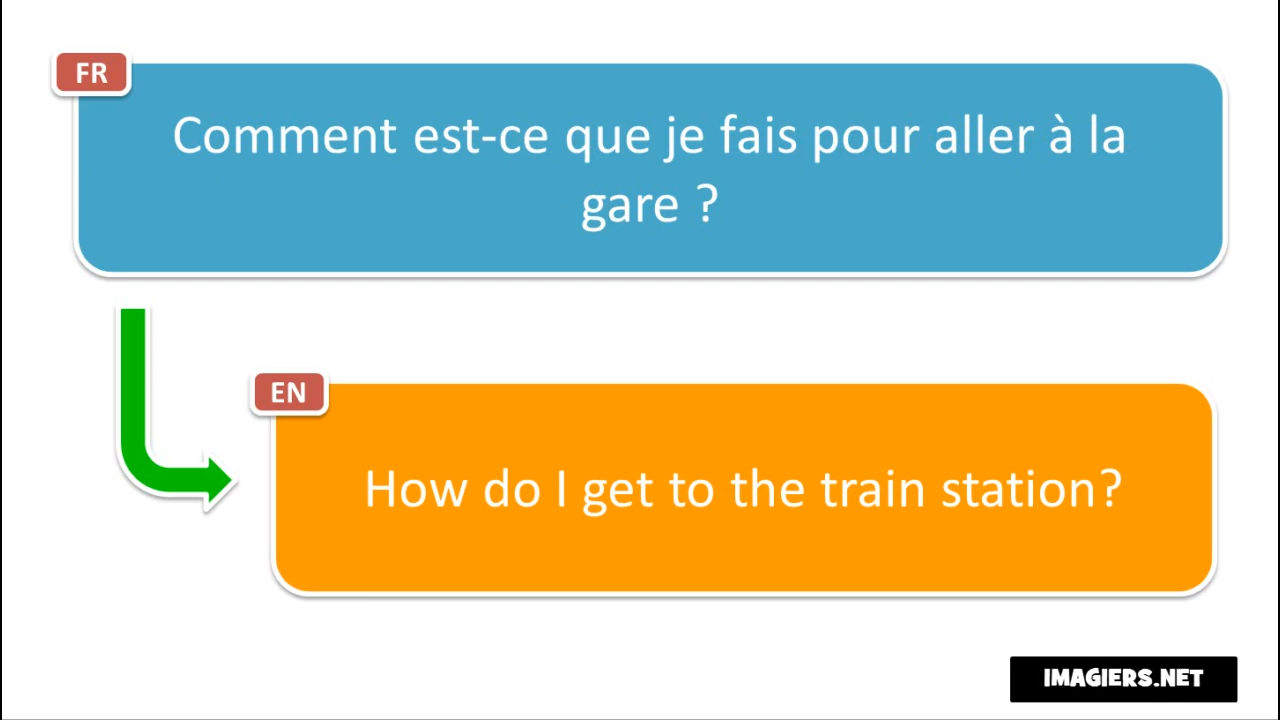 FR
Comment est-ce que je fais pour aller à la
gare ?
EN
How do I get to the train station?
IMAGIERS.NET